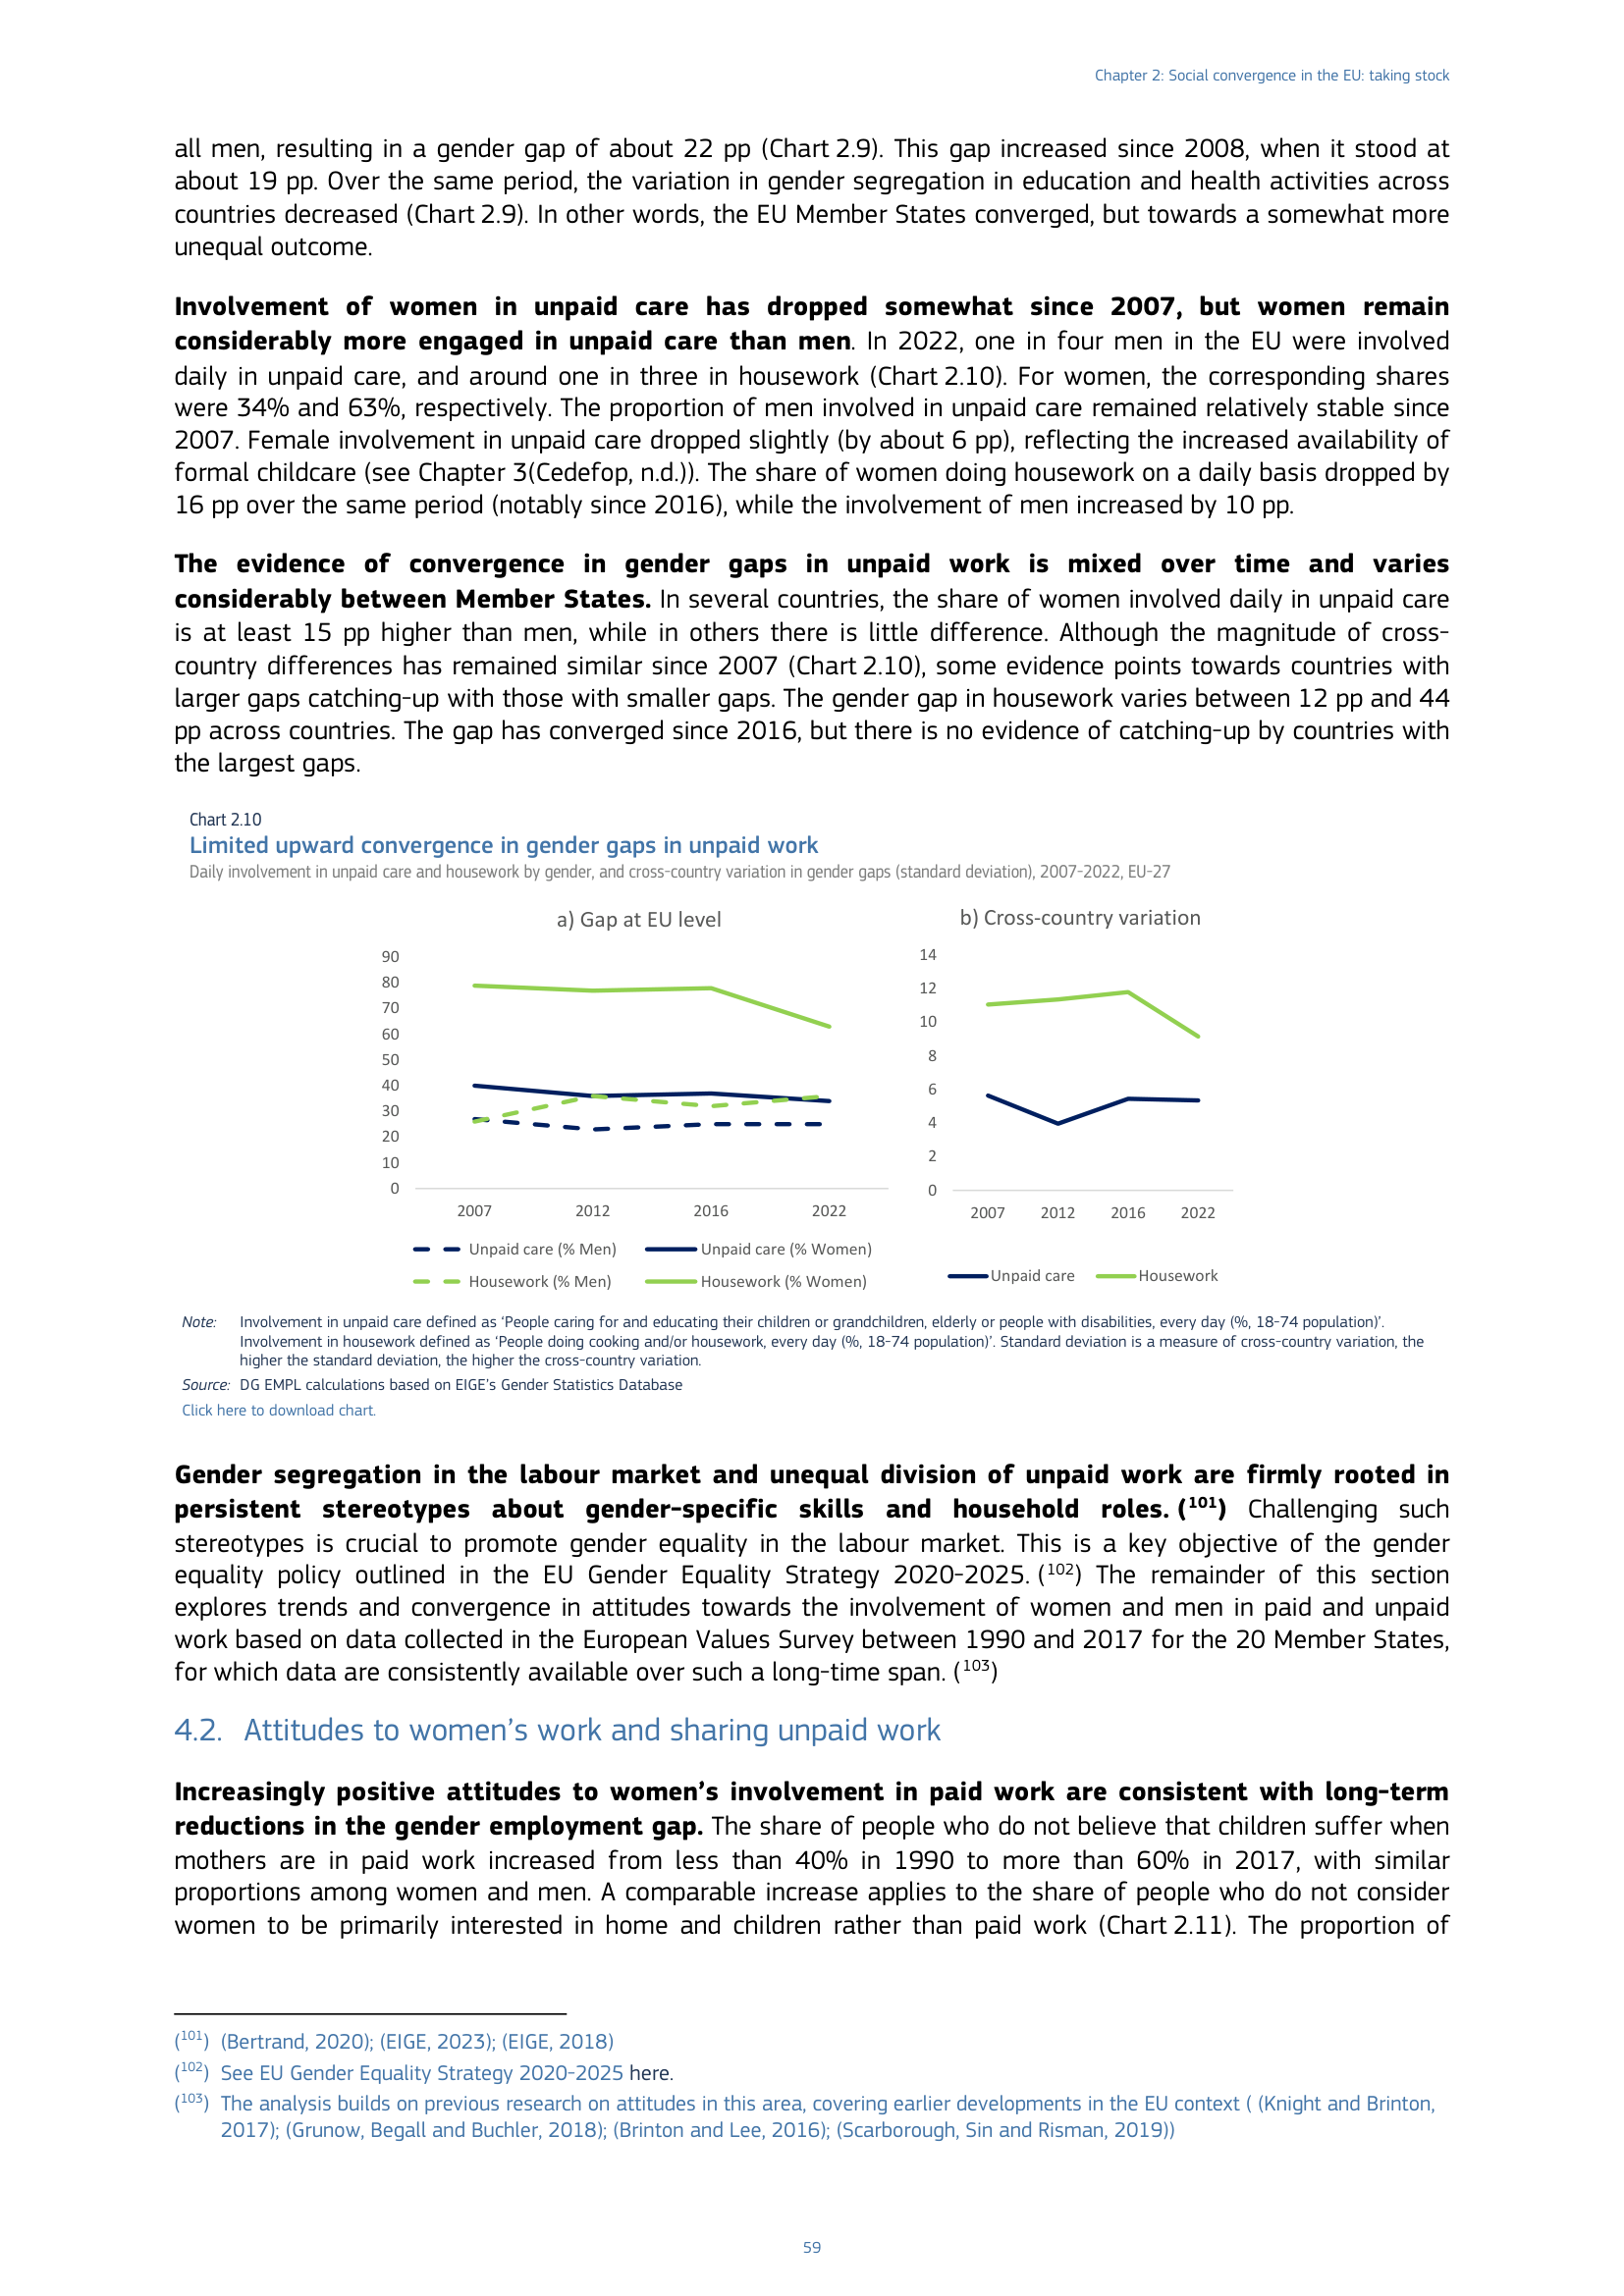 Chapter 2: Social convergence in the EU: taking stock
all men, resulting in a gender gap of about 22 pp (Chart 2.9). This gap increased since 2008, when it stood at
about 19 pp. Over the same period, the variation in gender segregation in education and health activities across
countries decreased (Chart 2.9). In other words, the EU Member States converged, but towards a somewhat more
unequal outcome.
Involvement of women in unpaid care has dropped somewhat since 2007, but women remain
considerably more engaged in unpaid care than men. In 2022, one in four men in the EU were involved
daily in unpaid care, and around one in three in housework (Chart 2.10). For women, the corresponding shares
were 34% and 63%, respectively. The proportion of men involved in unpaid care remained relatively stable since
2007. Female involvement in unpaid care dropped slightly (by about 6 pp), reflecting the increased availability of
formal childcare (see Chapter 3(Cedefop, n.d.)). The share of women doing housework on a daily basis dropped by
16 pp over the same period (notably since 2016), while the involvement of men increased by 10 pp.
The evidence of convergence in gender gaps in unpaid work is mixed over time and varies
considerably between Member States. In several countries, the share of women involved daily in unpaid care
is at least 15 pp higher than men, while in others there is little difference. Although the magnitude of cross-
country differences has remained similar since 2007 (Chart 2.10), some evidence points towards countries with
larger gaps catching-up with those with smaller gaps. The gender gap in housework varies between 12 pp and 44
pp across countries. The gap has converged since 2016, but there is no evidence of catching-up by countries with
the largest gaps.
Chart 2.10
Limited upward convergence in gender gaps in unpaid work
Daily involvement in unpaid care and housework by gender, and cross-country variation in gender gaps (standard deviation), 2007-2022, EU-27
a) Gap at EU level
90
80
70
60
50
40
30
20
10
0
2007 2012 2016 2022
Unpaid care (% Men) Unpaid care (% Women)
Housework (% Men) Housework (% Women)
b) Cross-country variation
14
12
10
8
6
4
2
0
2007 2012 2016 2022
Unpaid care Housework
Note: Involvement in unpaid care defined as ‘People caring for and educating their children or grandchildren, elderly or people with disabilities, every day (%, 18-74 population)’.
Involvement in housework defined as ‘People doing cooking and/or housework, every day (%, 18-74 population)’. Standard deviation is a measure of cross-country variation, the
higher the standard deviation, the higher the cross-country variation.
Source: DG EMPL calculations based on EIGE’s Gender Statistics Database
Click here to download chart.
Gender segregation in the labour market and unequal division of unpaid work are firmly rooted in
persistent stereotypes about gender-specific skills and household roles. (101) Challenging such
stereotypes is crucial to promote gender equality in the labour market. This is a key objective of the gender
equality policy outlined in the EU Gender Equality Strategy 2020-2025. (102) The remainder of this section
explores trends and convergence in attitudes towards the involvement of women and men in paid and unpaid
work based on data collected in the European Values Survey between 1990 and 2017 for the 20 Member States,
for which data are consistently available over such a long-time span. (103)
4.2. Attitudes to women’s work and sharing unpaid work
Increasingly positive attitudes to women’s involvement in paid work are consistent with long-term
reductions in the gender employment gap. The share of people who do not believe that children suffer when
mothers are in paid work increased from less than 40% in 1990 to more than 60% in 2017, with similar
proportions among women and men. A comparable increase applies to the share of people who do not consider
women to be primarily interested in home and children rather than paid work (Chart 2.11). The proportion of
(101) (Bertrand, 2020); (EIGE, 2023); (EIGE, 2018)
(102) See EU Gender Equality Strategy 2020-2025 here.
(103) The analysis builds on previous research on attitudes in this area, covering earlier developments in the EU context ( (Knight and Brinton,
2017); (Grunow, Begall and Buchler, 2018); (Brinton and Lee, 2016); (Scarborough, Sin and Risman, 2019))
59